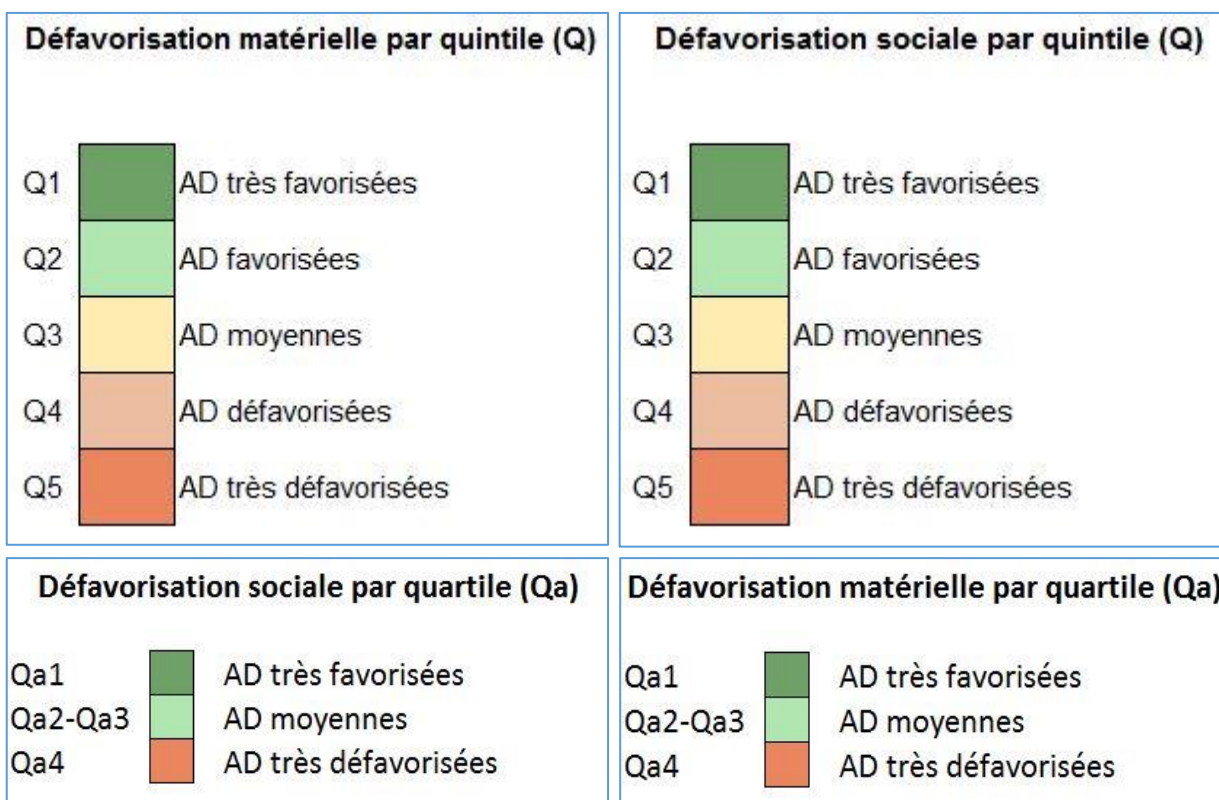 Défavorisation matérielle par quintile (Q)
Q1 AD très favorisées
Q2 AD favorisées
Q3 AD moyennes
Q4 AD défavorisées
Q5 AD très défavorisées
Défavorisation sociale par quintile (Q)
Q1 AD très favorisées
Q2 AD favorisées
Q3 AD moyennes
Q4 AD défavorisées
Q5 AD très défavorisées
Défavorisation sociale par quartile (Qa)
Qa1 AD très favorisées
Qa2-Qa3 AD moyennes
Qa4 AD très défavorisées
Défavorisation matérielle par quartile (Qa)
Qa1 AD très favorisées
Qa2-Qa3 AD moyennes
Qa4 AD très défavorisées